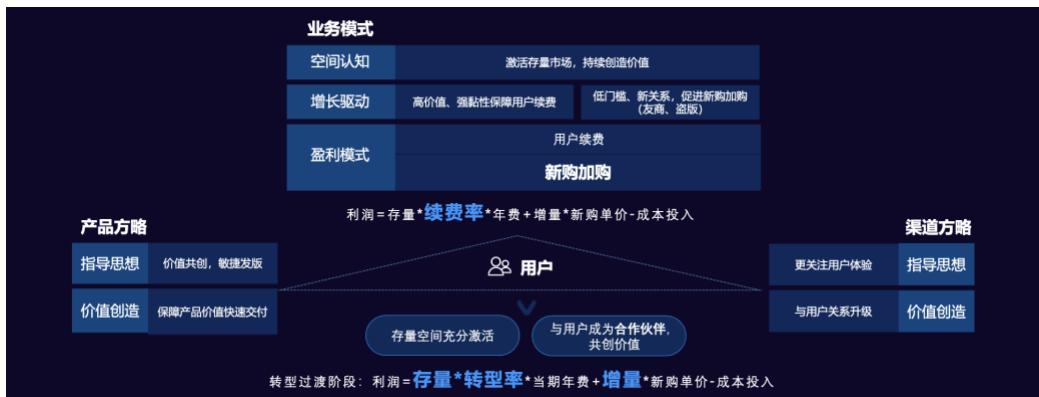 业务模式
空间认知
激活存量市场，持续创造价值
增长驱动
高价值、强黏性保障用户续费
低门槛、新关系，促进新购加购
（友商、盗版）
盈利模式
用户续费
新购加购
利润=存量*续费率*年费+增量*新购单价-成本投入
产品方略
指导思想
价值共创，敏捷发版
价值创造
保障产品价值快速交付
用户
渠道方略
更关注用户体验
指导思想
与用户关系升级
价值创造
存量空间充分激活
与用户成为合作伙伴，
共创价值
转型过渡阶段：利润=存量*转型率*当期年费+增量*新购单价-成本投入